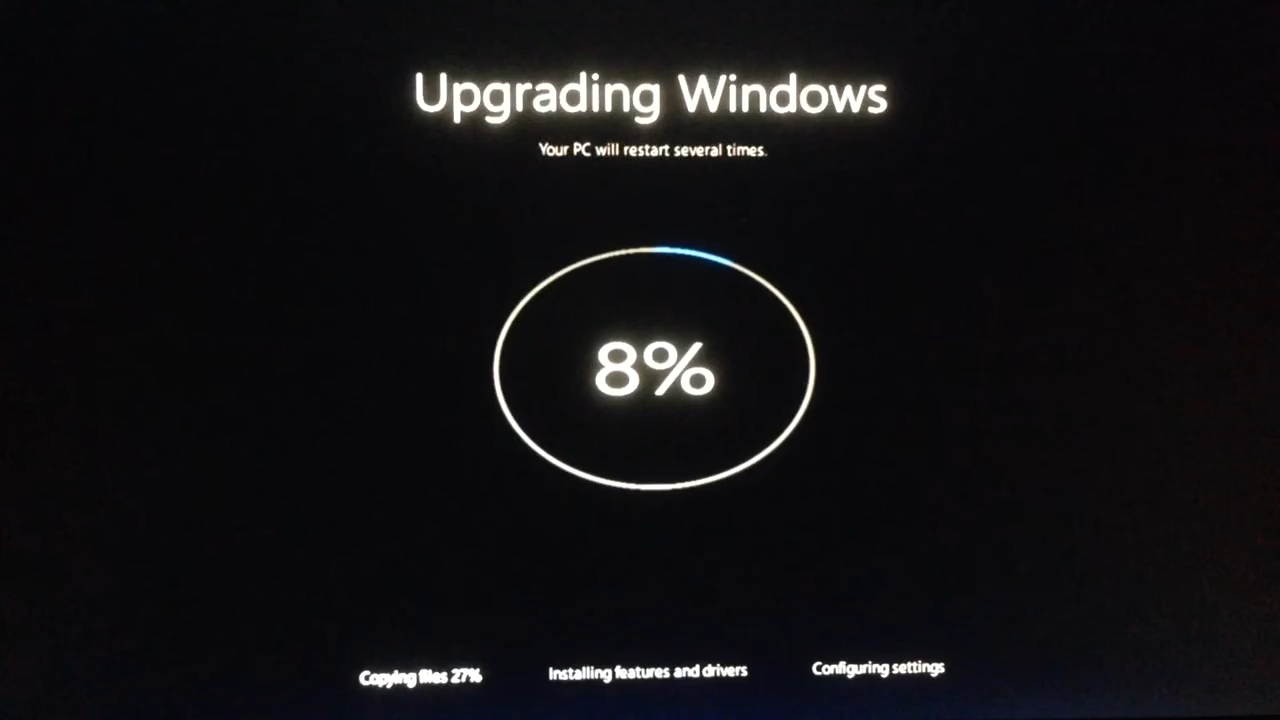 Upgrading Windows
Your PC will restart several times.
8%
Copying files 27% Installing features and drivers Configuring settings